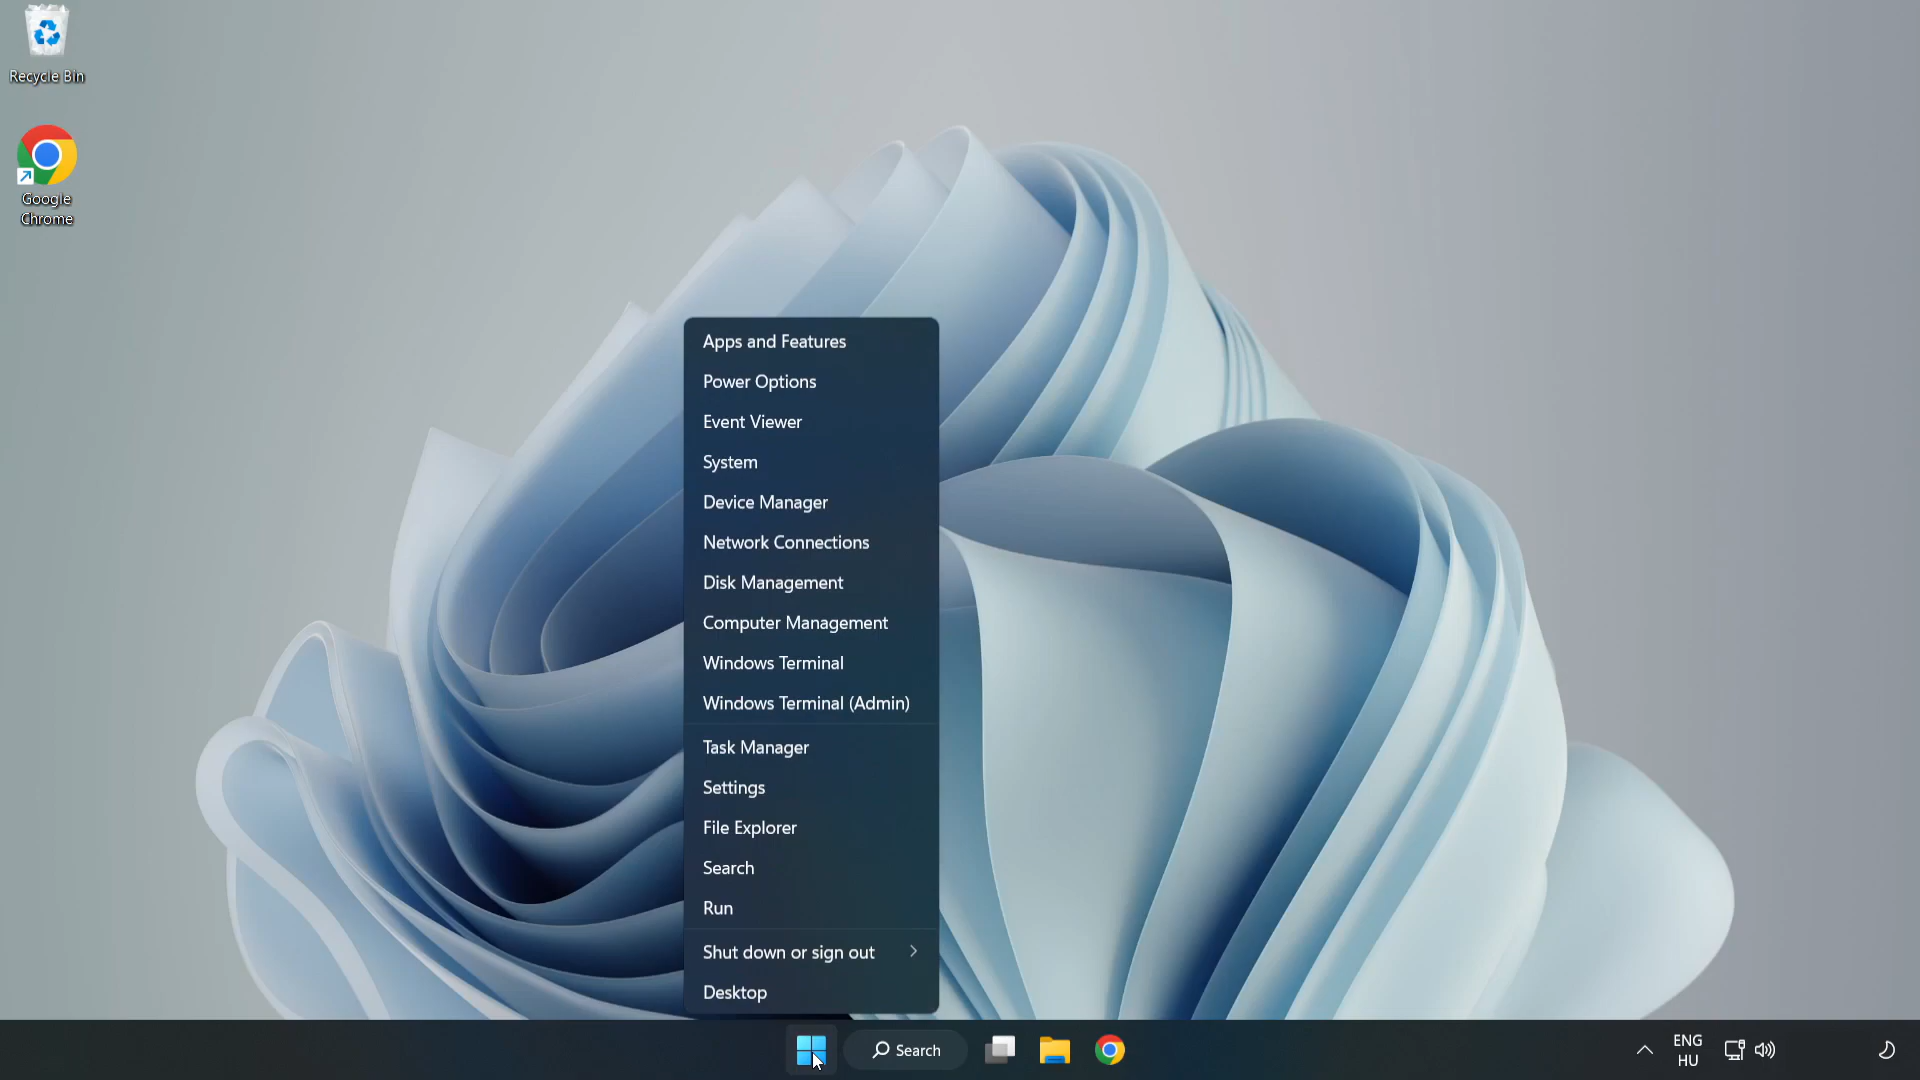 Recycle Bin
Google
Chrome
Apps and Features
Power Options
Event Viewer
System
Device Manager
Network Connections
Disk Management
Computer Management
Windows Terminal
Windows Terminal (Admin)
Task Manager
Settings
File Explorer
Search
Run
Shut down or sign out
Desktop
Search
ENG
HU